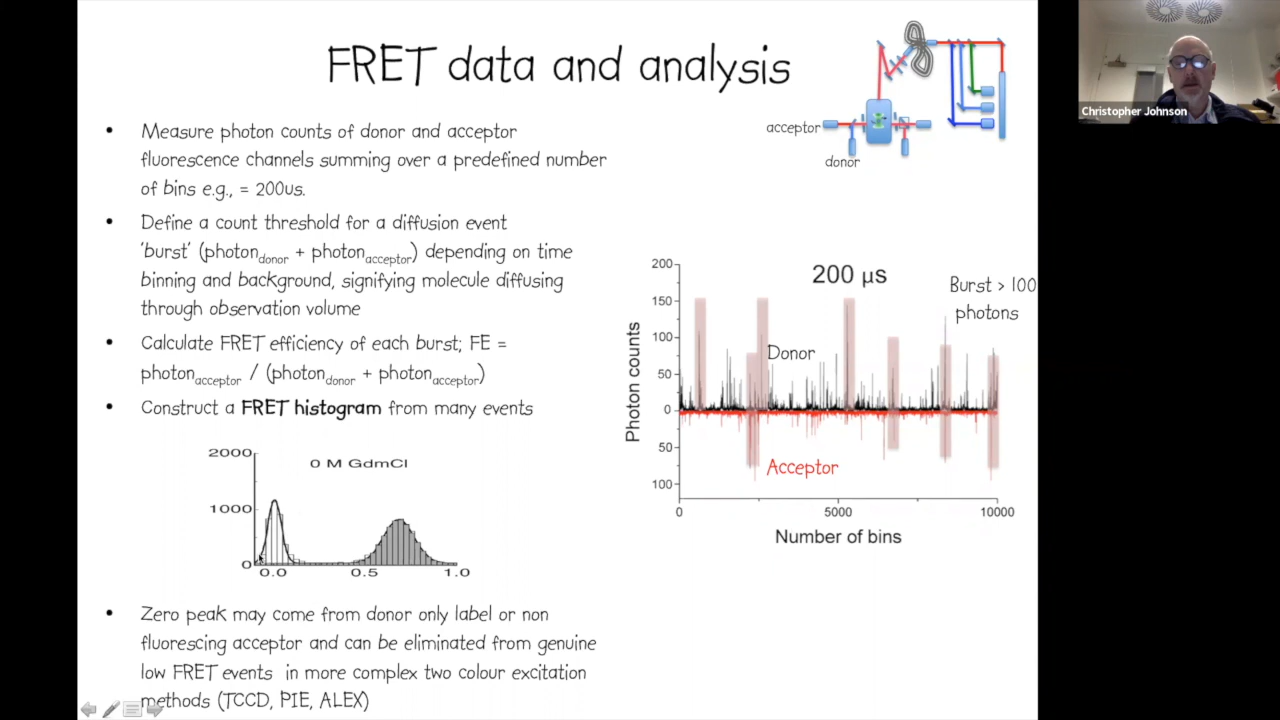 FRET data and analysis
acceptor
donor
Christopher Johnson
• Measure photon counts of donor and acceptor
fluorescence channels summing over a predefined number
of bins e.g., = 200us.
• Define a count threshold for a diffusion event
'burst' (photondonor + photonacceptor) depending on time
binning and background, signifying molecule diffusing
through observation volume
• Calculate FRET efficiency of each burst; FE =
photonacceptor / (photondonor + photonacceptor)
• Construct a FRET histogram from many events
2000
0 M GdmCl
1000
0
0.0 0.5 1.0
• Zero peak may come from donor only label or non
fluorescing acceptor and can be eliminated from genuine
low FRET events in more complex two colour excitation
methods (TCCD, PIE, ALEX)
200 µs
Burst > 100
photons
Photon counts
200
150
100
50
0
50
100
Donor
Acceptor
0 5000 10000
Number of bins